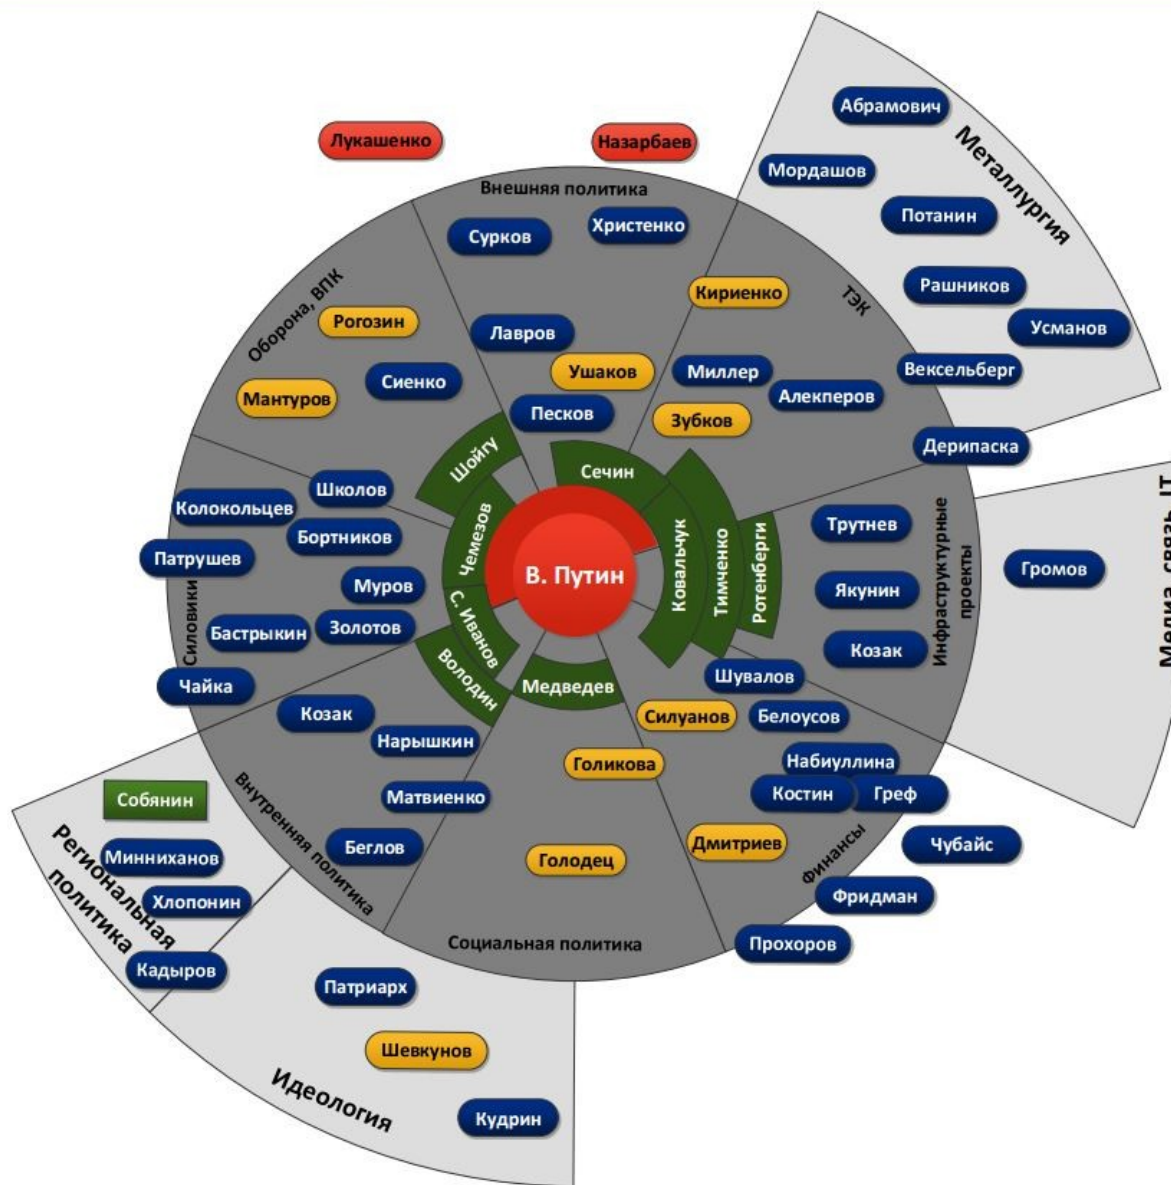 Абрамович
Металлургия
Лукашенко
Назарбаев
Мордашов
Внешняя политика
Потанин
Сурков
Христенко
Кириенко
ТЭК
Рашников
Оборона, ВПК
Рогозин
Усманов
Лавров
Ушаков
Миллер
Вексельберг
Сиенко
Алекперов
Мантуров
Песков
Зубков
Шойгу
Сечин
Дерипаска
Школов
Колокольцев
Чемезов
Бортников
Трутнев
Патрушев
В. Путин
Ковальчук
Тимченко
Ротенберги
Инфраструктурные
проекты
Громов
Медиа, связь, IT
Муров
Якунин
Силовики
С. Иванов
Бастрыкин
Золотов
Козак
Володин
Чайка
Медведев
Шувалов
Козак
Силуанов
Белоусов
Нарышкин
Голикова
Набиуллина
Собянин
Матвиенко
Костин
Греф
Внутренняя политика
Минниханов
Беглов
Голодец
Дмитриев
Финансы
Чубайс
Региональная
политика
Хлопонин
Фридман
Социальная политика
Прохоров
Кадыров
Патриарх
Шевкунов
Идеология
Кудрин